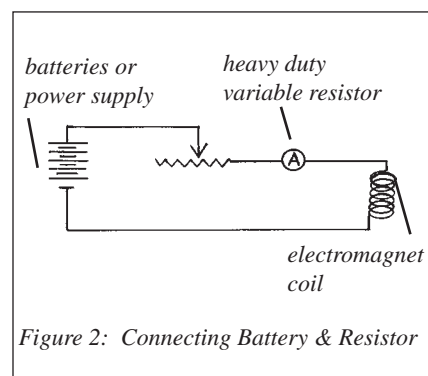 batteries or
power supply
heavy duty
variable resistor
A
electromagnet
coil
Figure 2: Connecting Battery & Resistor